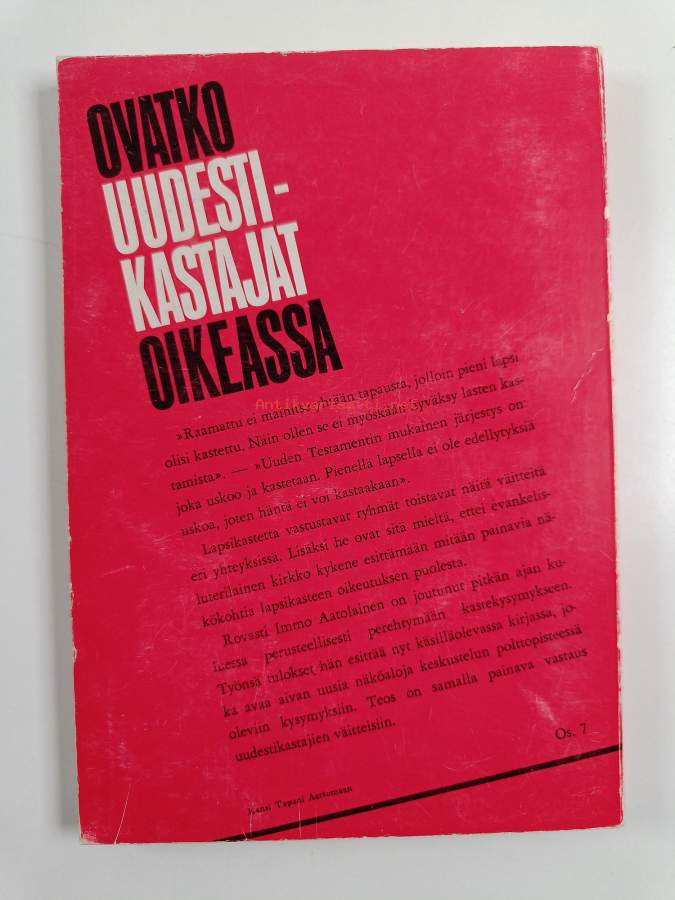 OVATKO
UUDESTI-
KASTAJAT
OIKEASSA
»Raamattu ei mainitse yhtään tapausta, jolloin pieni lapsi
olisi kastettu. Näin ollen se ei myöskään hyväksy lasten kas-
tamista». — »Uuden Testamentin mukainen järjestys on:
joka uskoo ja kastetaan. Pienellä lapsella ei ole edellytyksiä
uskoa, joten häntä ei voi kastaakaan».
Lapsikastetta vastustavat ryhmät toistavat näitä väitteitä
eri yhteyksissä. Lisäksi he ovat sitä mieltä, ettei evankelis-
luterilainen kirkko kykene esittämään mitään painavia nä-
kökohtia lapsikasteen oikeutuksen puolesta.
Rovasti Immo Aatolainen on joutunut pitkän ajan ku-
luessa perusteellisesti perehtymään kastekysymykseen.
Työnsä tulokset hän esittää nyt käsilläolevassa kirjassa, jo-
ka avaa aivan uusia näköaloja keskustelun polttopisteessä
oleviin kysymyksiin. Teos on samalla painava vastaus
uudestikastajien väitteisiin.
Os. 7
Kansi Tapani Aartomaan
Antikvariaatti.net